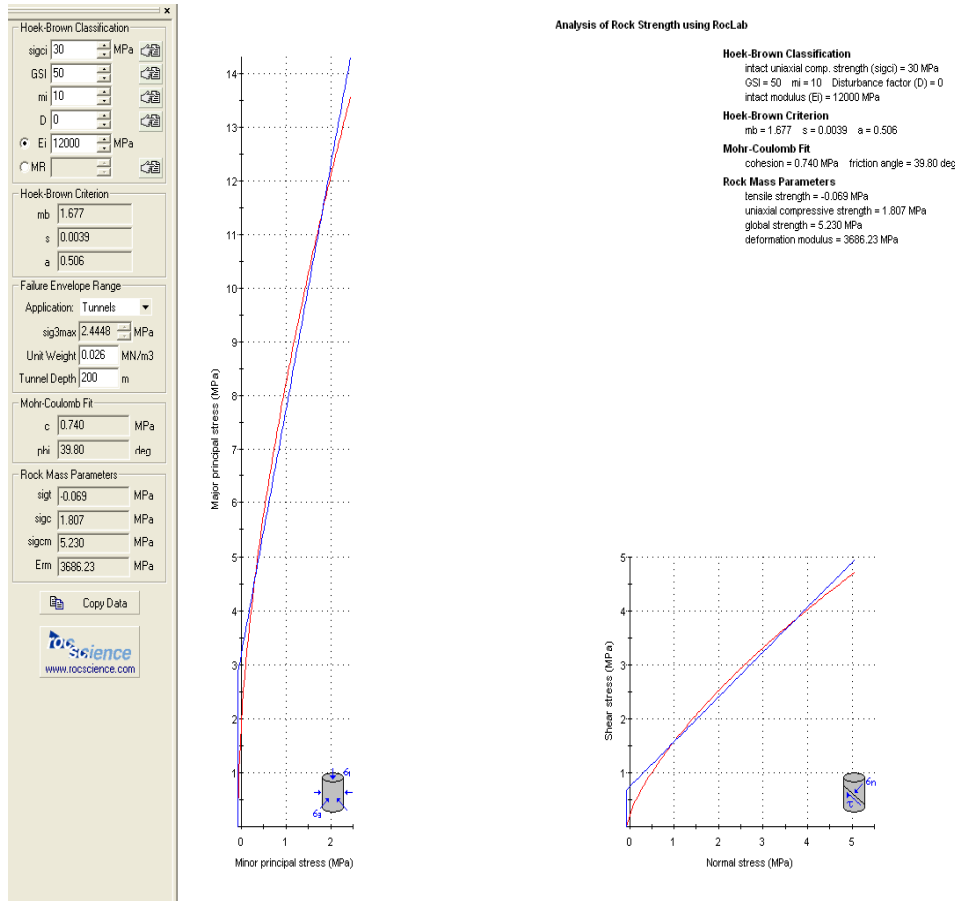 x
Hoek-Brown Classification
sigci 30 MPa
GSI 50
mi 10
D 0
Ei 12000 MPa
MR
Hoek-Brown Criterion
mb 1.677
s 0.0039
a 0.506
Failure Envelope Range
Application: Tunnels
sig3max 2.4448 MPa
Unit Weight 0.026 MN/m3
Tunnel Depth 200 m
Mohr-Coulomb Fit
c 0.740 MPa
phi 39.80 deg
Rock Mass Parameters
sigt -0.069 MPa
sigc 1.807 MPa
sigcm 5.230 MPa
Erm 3686.23 MPa
Copy Data
rocscience
www.rocscience.com
Analysis of Rock Strength using RocLab
Hoek-Brown Classification
intact uniaxial comp. strength (sigci) = 30 MPa
GSI = 50 mi = 10 Disturbance factor (D) = 0
intact modulus (Ei) = 12000 MPa
Hoek-Brown Criterion
mb = 1.677 s = 0.0039 a = 0.506
Mohr-Coulomb Fit
cohesion = 0.740 MPa friction angle = 39.80 deg
Rock Mass Parameters
tensile strength = -0.069 MPa
uniaxial compressive strength = 1.807 MPa
global strength = 5.230 MPa
deformation modulus = 3686.23 MPa
Major principal stress (MPa)
14
13
12
11
10
9
8
7
6
5
4
3
2
1
0 1 2
Minor principal stress (MPa)
σ1
σ3
Shear stress (MPa)
5
4
3
2
1
0 1 2 3 4 5
Normal stress (MPa)
σn
τ